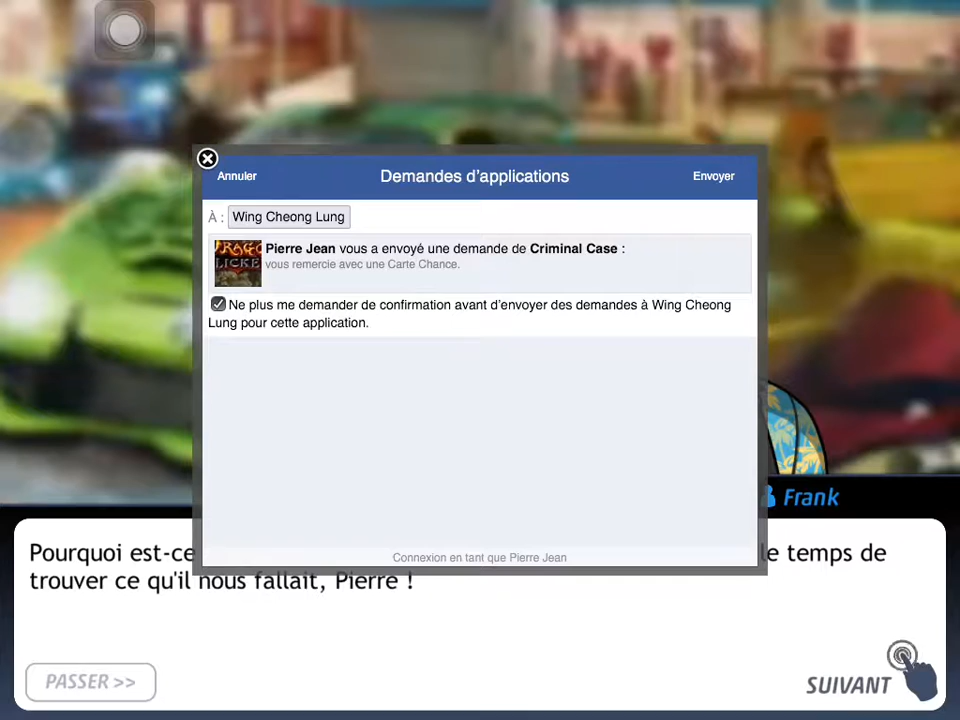 Annuler
Demandes d'applications
Envoyer
À : Wing Cheong Lung
Pierre Jean vous a envoyé une demande de Criminal Case :
vous remercie avec une Carte Chance.
Ne plus me demander de confirmation avant d'envoyer des demandes à Wing Cheong
Lung pour cette application.
Connexion en tant que Pierre Jean
Frank
Pourquoi est-ce le temps de
trouver ce qu'il nous fallait, Pierre !
PASSER >>
SUIVANT